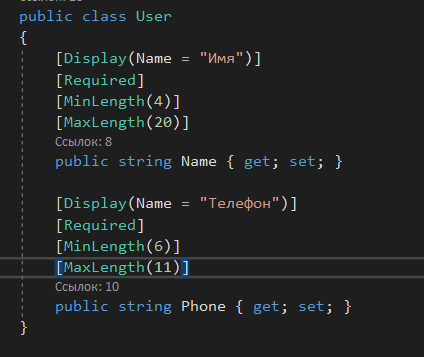 public class User
{
[Display(Name = "Имя")]
[Required]
[MinLength(4)]
[MaxLength(20)]
Ссылок: 8
public string Name { get; set; }
[Display(Name = "Телефон")]
[Required]
[MinLength(6)]
[MaxLength(11)]
Ссылок: 10
public string Phone { get; set; }
}